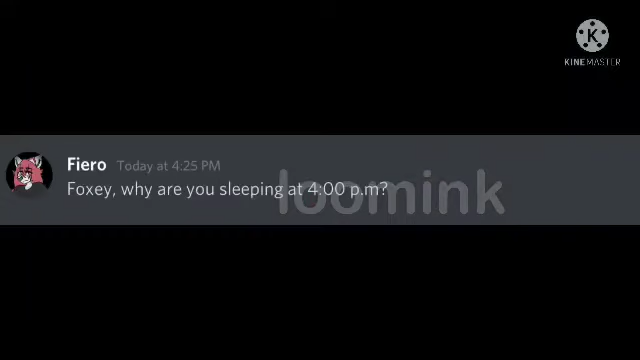 K
KINEMASTER
Fiero Today at 4:25 PM
Foxey, why are you sleeping at 4:00 p.m?
loomink